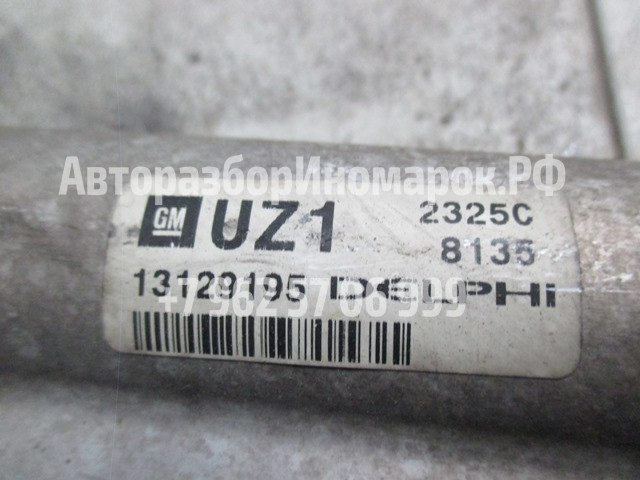 АвторазборИномарок.РФ
GM UZ1 2325C
8135
13129195 DELPHI
+79625706999